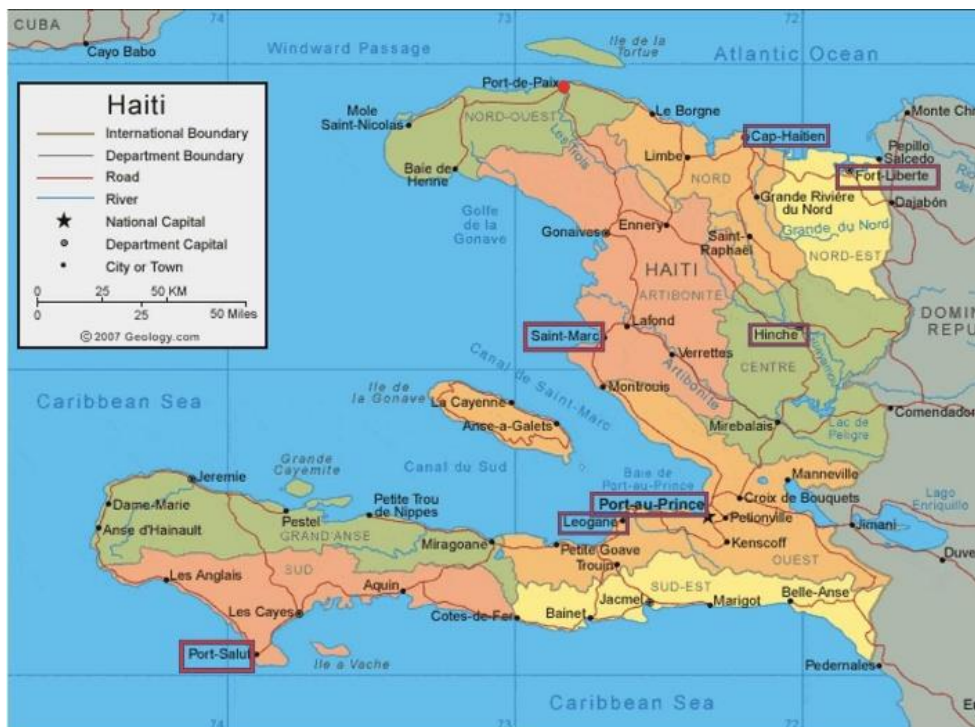 CUBA
Cayo Babo
74
73
72
Windward Passage
Ile de la
Tortue
Atlantic Ocean
Haiti
International Boundary
Department Boundary
Road
River
National Capital
Department Capital
City or Town
0 25 50 KM
0 25 50 Miles
© 2007 Geology.com
Port-de-Paix
Mole
Saint-Nicolas
NORD-OUEST
Les Trois
Le Borgne
Cap-Haitien
Monte
Pepillo
Salcedo
Baie de
Henne
Limbe
NORD
Fort-Liberte
Grande Rivière
du Nord
Dajabón
Golfe
de la
Gonave
Gonaives
Ennery
Saint-
Raphaël
Grande du Nord
NORD-EST
HAITI
ARTIBONITE
DOMIN
REPU
Saint-Marc
Lafond
Hinche
Verrettes
CENTRE
Canal de Saint-Marc
Artibonite
Montrouis
Caribbean Sea
Ile de
la Gonave
La Cayenne
Anse-a-Galets
Mirebalais
Lac de
Peligre
Comendador
Canal du Sud
Baie de
Port-au-Prince
Manneville
Grande
Cayemite
Jeremie
Petite Trou
de Nippes
Port-au-Prince
Croix de Bouquets
Lago
Enriquillo
Dame-Marie
Anse d'Hainault
Pestel
GRAND'ANSE
Leogane
Petionville
Jimani
Miragoane
Petite Goave
Kenscoff
Duve
Les Anglais
SUD
Aquin
Trouin
OUEST
SUD-EST
Les Cayes
Cotes-de-Fer
Bainet
Jacmel
Marigot
Belle-Anse
Port-Salut
Ile a Vache
Pedernales
Caribbean Sea
74
73
72